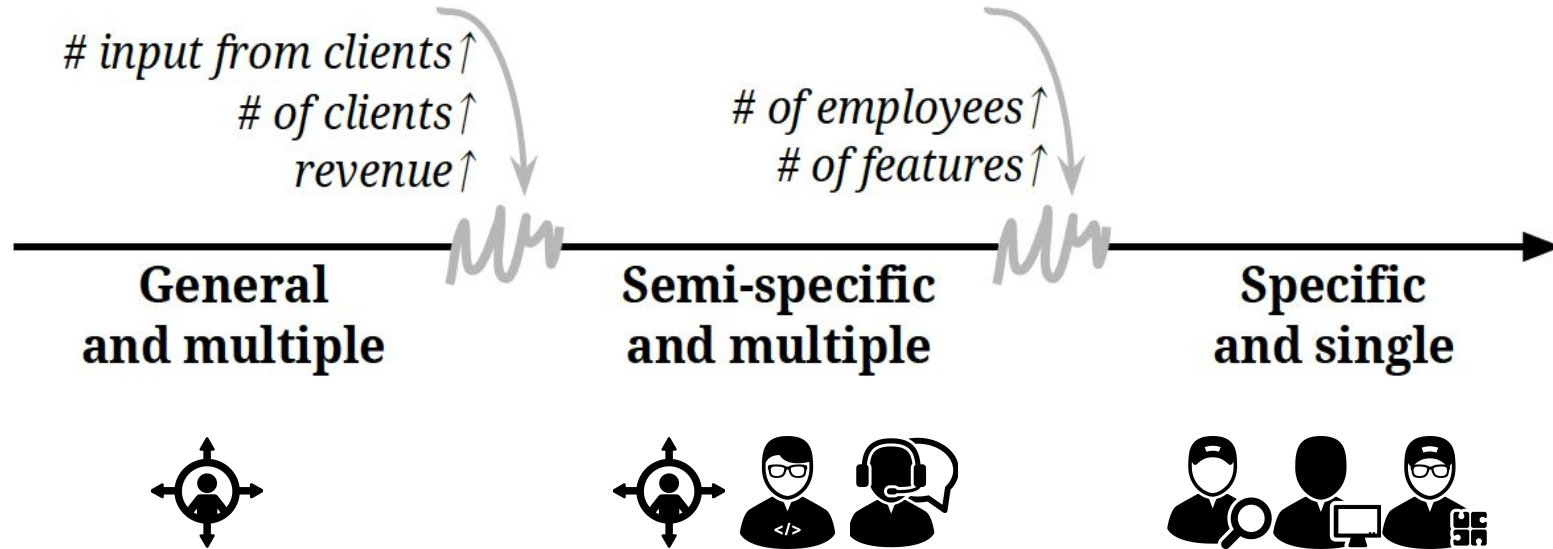 # input from clients↑
# of clients↑
revenue↑
# of employees↑
# of features↑
General
and multiple
Semi-specific
and multiple
Specific
and single
</>